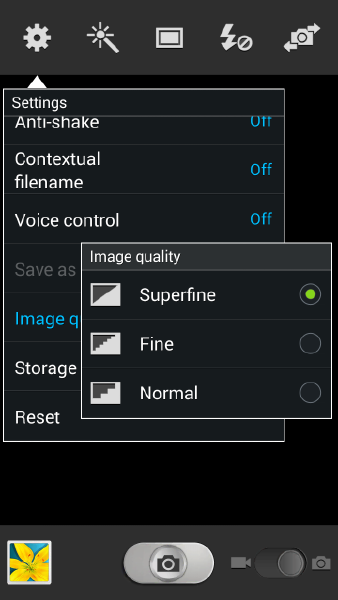 Settings
Anti-shake
Off
Contextual
filename
Off
Voice control
Off
Save as
Image q
Image quality
Superfine
Fine
Normal
Storage
Reset